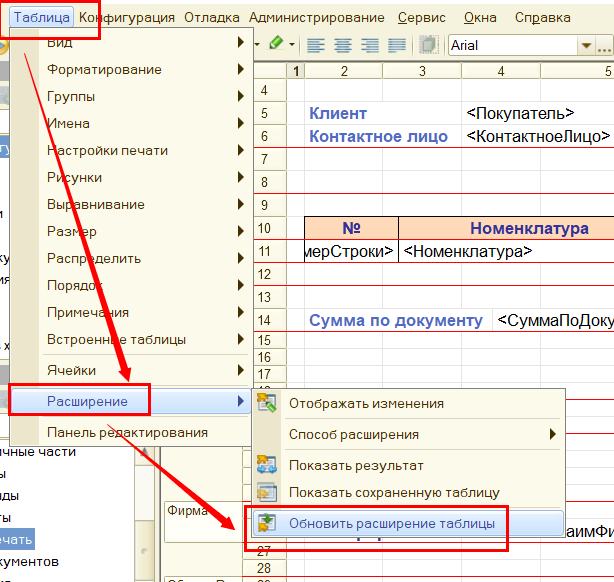 Таблица Конфигурация Отладка Администрирование Сервис Окна Справка
Вид
Форматирование
Группы
Имена
Настройки печати
Рисунки
Выравнивание
Размер
Распределить
Порядок
Примечания
Встроенные таблицы
Ячейки
Расширение
Панель редактирования
Отображать изменения
Способ расширения
Показать результат
Показать сохраненную таблицу
Обновить расширение таблицы
Arial
1 2 3 4 5
4
5 Клиент <Покупатель>
6 Контактное лицо <КонтактноеЛицо>
7
8
9
10 № Номенклатура
11 мерСтроки> <Номенклатура>
12
13
14 Сумма по документу <СуммаПоДоку
15
16
17
ичные части
ы
нды
ты
ечать
окументов
Фирма
27
28
аимФи